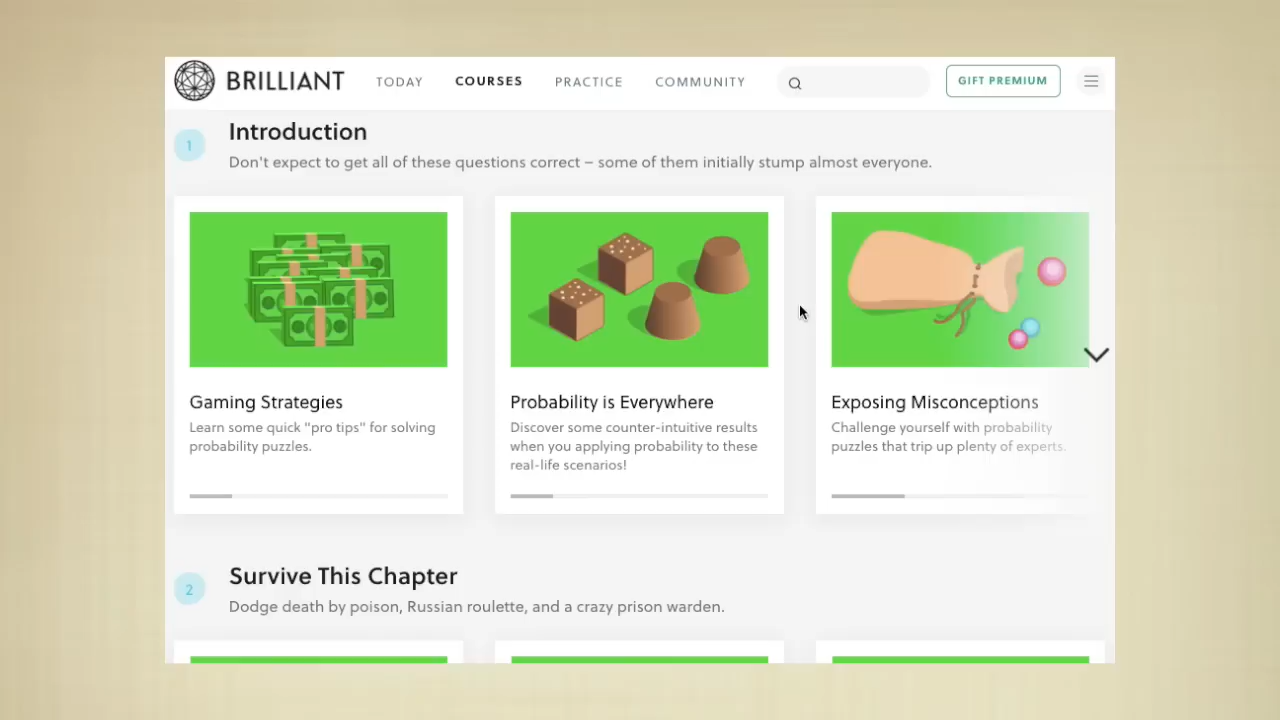 BRILLIANT TODAY COURSES PRACTICE COMMUNITY GIFT PREMIUM
1
Introduction
Don't expect to get all of these questions correct – some of them initially stump almost everyone.
Gaming Strategies
Learn some quick "pro tips" for solving
probability puzzles.
Probability is Everywhere
Discover some counter-intuitive results
when you applying probability to these
real-life scenarios!
Exposing Misconceptions
Challenge yourself with probability
puzzles that trip up plenty of experts.
2
Survive This Chapter
Dodge death by poison, Russian roulette, and a crazy prison warden.